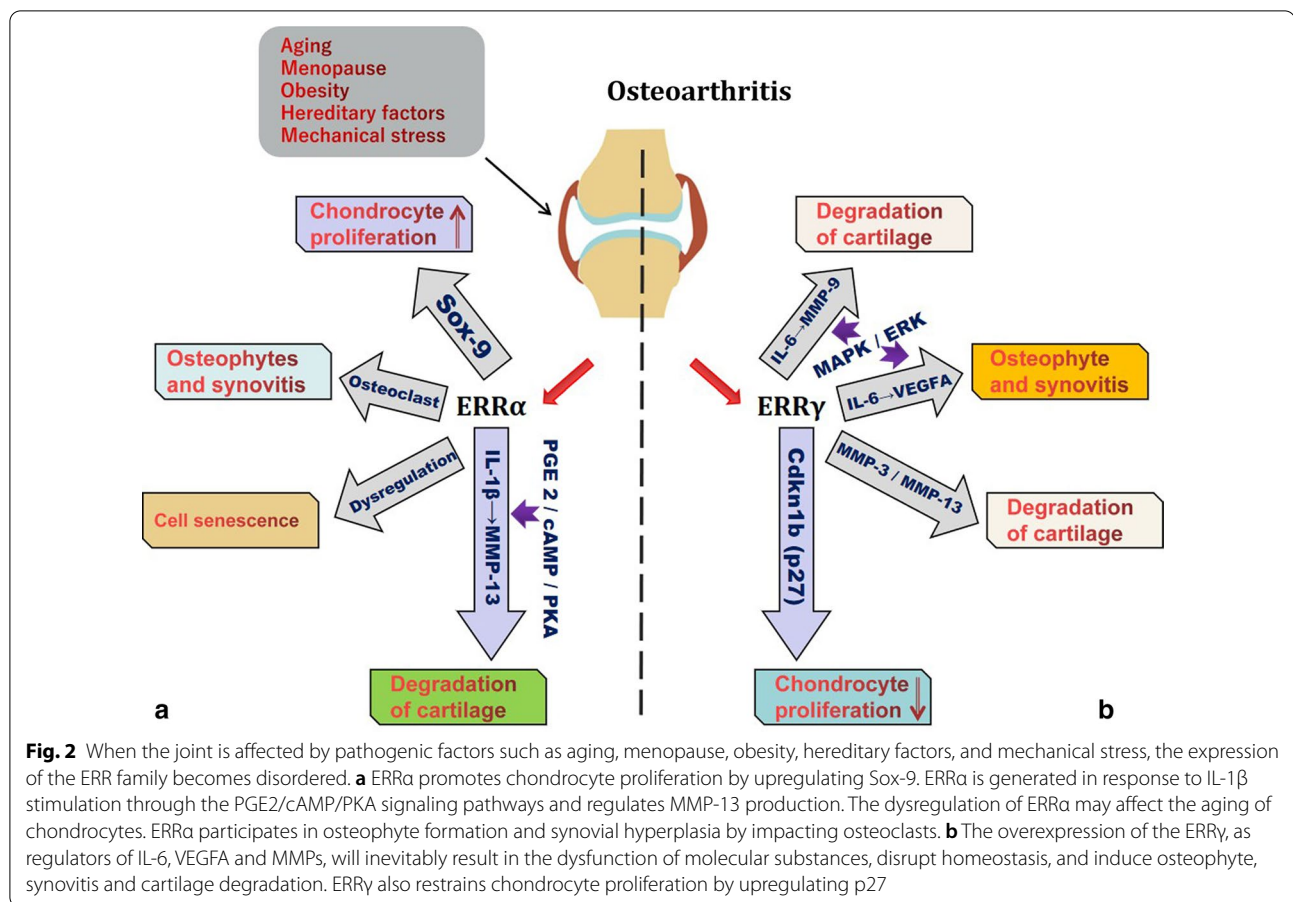 Aging
Menopause
Obesity
Hereditary factors
Mechanical stress
Osteoarthritis
Chondrocyte
proliferation
Sox-9
Osteophytes
and synovitis
Osteoclast
ERRα
Dysregulation
Cell senescence
IL-1β→MMP-13
PGE 2 / cAMP / PKA
Degradation
of cartilage
a
Degradation
of cartilage
IL-6→MMP-9
MAPK / ERK
Osteophyte
and synovitis
IL-6→VEGFA
ERRγ
MMP-3 / MMP-13
Degradation
of cartilage
Cdkn1b (p27)
Chondrocyte
proliferation
b
Fig. 2 When the joint is affected by pathogenic factors such as aging, menopause, obesity, hereditary factors, and mechanical stress, the expression
of the ERR family becomes disordered. a ERRα promotes chondrocyte proliferation by upregulating Sox-9. ERRα is generated in response to IL-1β
stimulation through the PGE2/cAMP/PKA signaling pathways and regulates MMP-13 production. The dysregulation of ERRα may affect the aging of
chondrocytes. ERRα participates in osteophyte formation and synovial hyperplasia by impacting osteoclasts. b The overexpression of the ERRγ, as
regulators of IL-6, VEGFA and MMPs, will inevitably result in the dysfunction of molecular substances, disrupt homeostasis, and induce osteophyte,
synovitis and cartilage degradation. ERRγ also restrains chondrocyte proliferation by upregulating p27